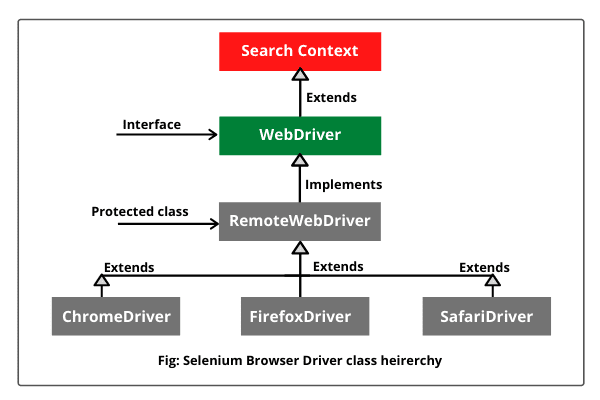 Search Context
Extends
Interface
WebDriver
Implements
Protected class
RemoteWebDriver
Extends
Extends
Extends
ChromeDriver
FirefoxDriver
SafariDriver
Fig: Selenium Browser Driver class heirerchy